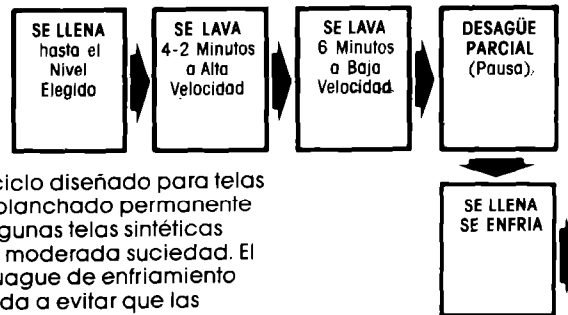 SE LLENA
hasta el
Nivel
Elegido
SE LAVA
4-2 Minutos
a Alta
Velocidad
SE LAVA
6 Minutos
a Baja
Velocidad
DESAGÜE
PARCIAL
(Pausa)
ciclo diseñado para telas
planchado permanente
gunas telas sintéticas
moderada suciedad. El
uague de enfriamiento
da a evitar que las
SE LLENA
SE ENFRIA